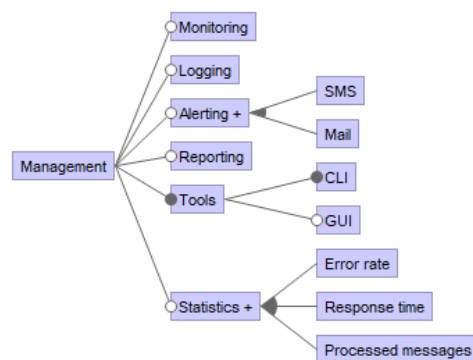 Monitoring
Logging
Alerting +
SMS
Mail
Management
Reporting
Tools
CLI
GUI
Statistics +
Error rate
Response time
Processed messages